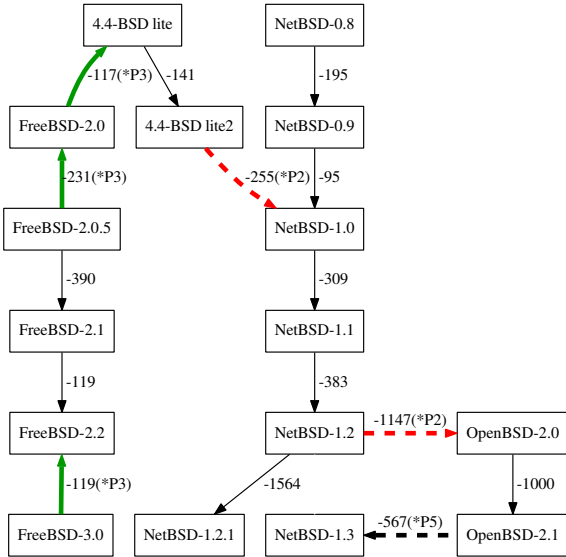 4.4-BSD lite
NetBSD-0.8
-117(*P3)
-141
-195
FreeBSD-2.0
4.4-BSD lite2
NetBSD-0.9
-231(*P3)
-255(*P2)
-95
FreeBSD-2.0.5
NetBSD-1.0
-390
-309
FreeBSD-2.1
NetBSD-1.1
-119
-383
FreeBSD-2.2
NetBSD-1.2
-1147(*P2)
OpenBSD-2.0
-119(*P3)
-1564
-1000
FreeBSD-3.0
NetBSD-1.2.1
NetBSD-1.3
-567(*P5)
OpenBSD-2.1